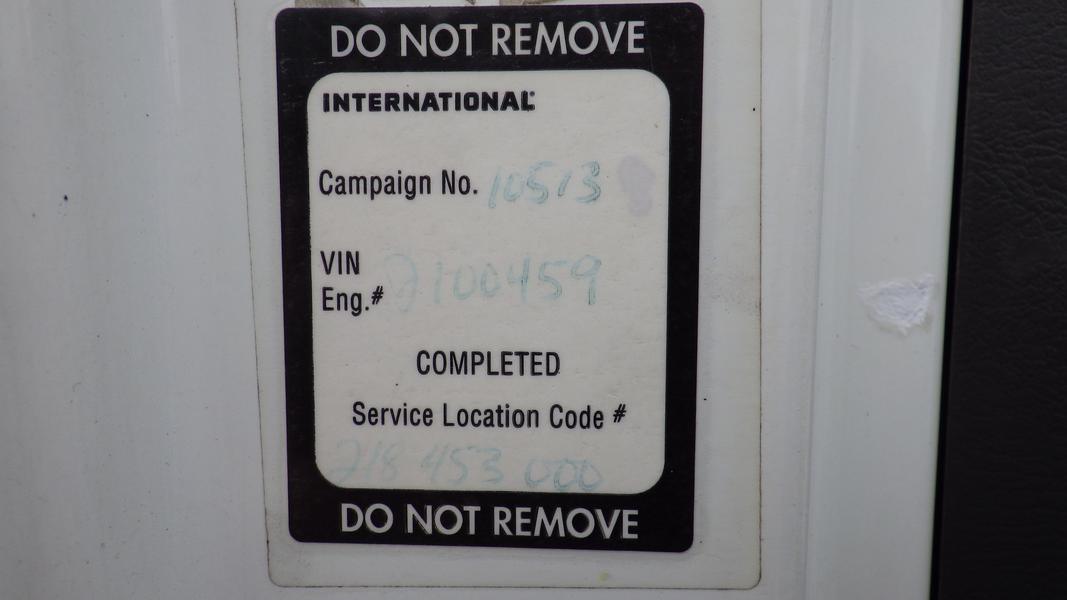 DO NOT REMOVE
INTERNATIONAL®
Campaign No. 10513
VIN
Eng.# 2100459
COMPLETED
Service Location Code #
218 453 000
DO NOT REMOVE